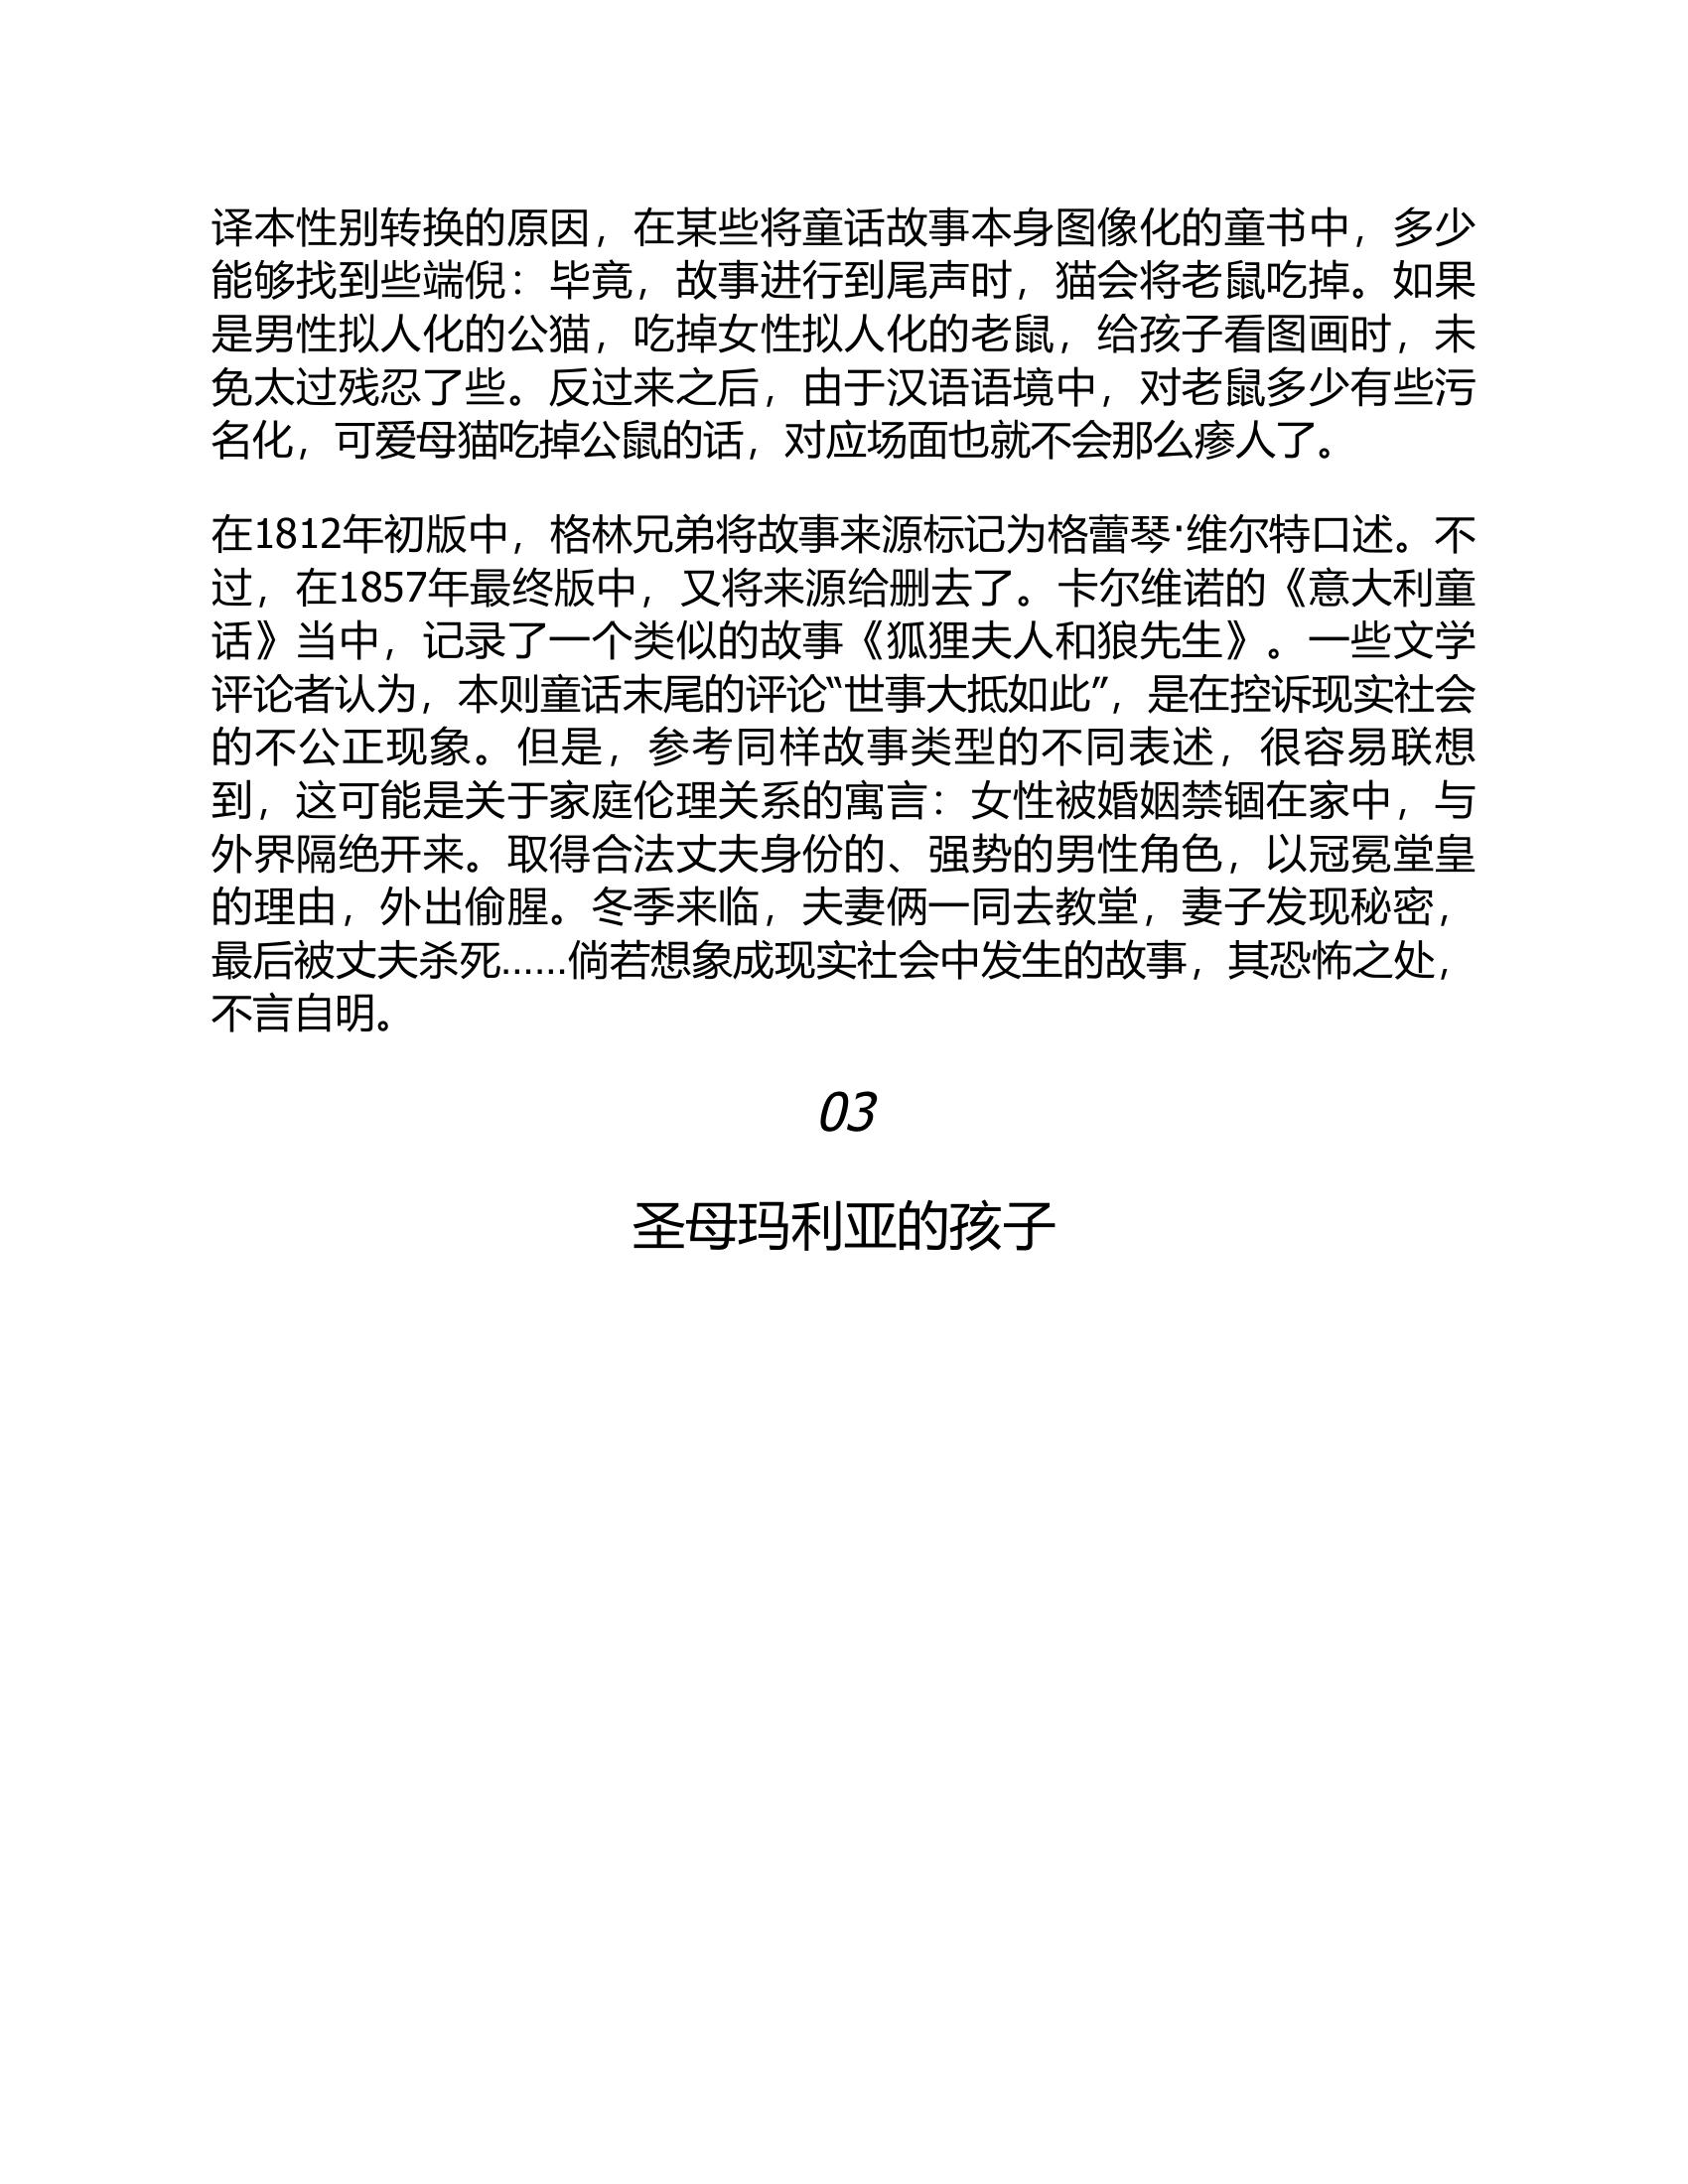 译本性别转换的原因，在某些将童话故事本身图像化的童书中，多少
能够找到些端倪：毕竟，故事进行到尾声时，猫会将老鼠吃掉。如果
是男性拟人化的公猫，吃掉女性拟人化的老鼠，给孩子看图画时，未
免太过残忍了些。反过来之后，由于汉语语境中，对老鼠多少有些污
名化，可爱母猫吃掉公鼠的话，对应场面也就不会那么瘆人了。
在1812年初版中，格林兄弟将故事来源标记为格蕾琴·维尔特口述。不
过，在1857年最终版中，又将来源给删去了。卡尔维诺的《意大利童
话》当中，记录了一个类似的故事《狐狸夫人和狼先生》。一些文学
评论者认为，本则童话末尾的评论“世事大抵如此”，是在控诉现实社会
的不公正现象。但是，参考同样故事类型的不同表述，很容易联想
到，这可能是关于家庭伦理关系的寓言：女性被婚姻禁锢在家中，与
外界隔绝开来。取得合法丈夫身份的、强势的男性角色，以冠冕堂皇
的理由，外出偷腥。冬季来临，夫妻俩一同去教堂，妻子发现秘密，
最后被丈夫杀死……倘若想象成现实社会中发生的故事，其恐怖之处，
不言自明。
03
圣母玛利亚的孩子